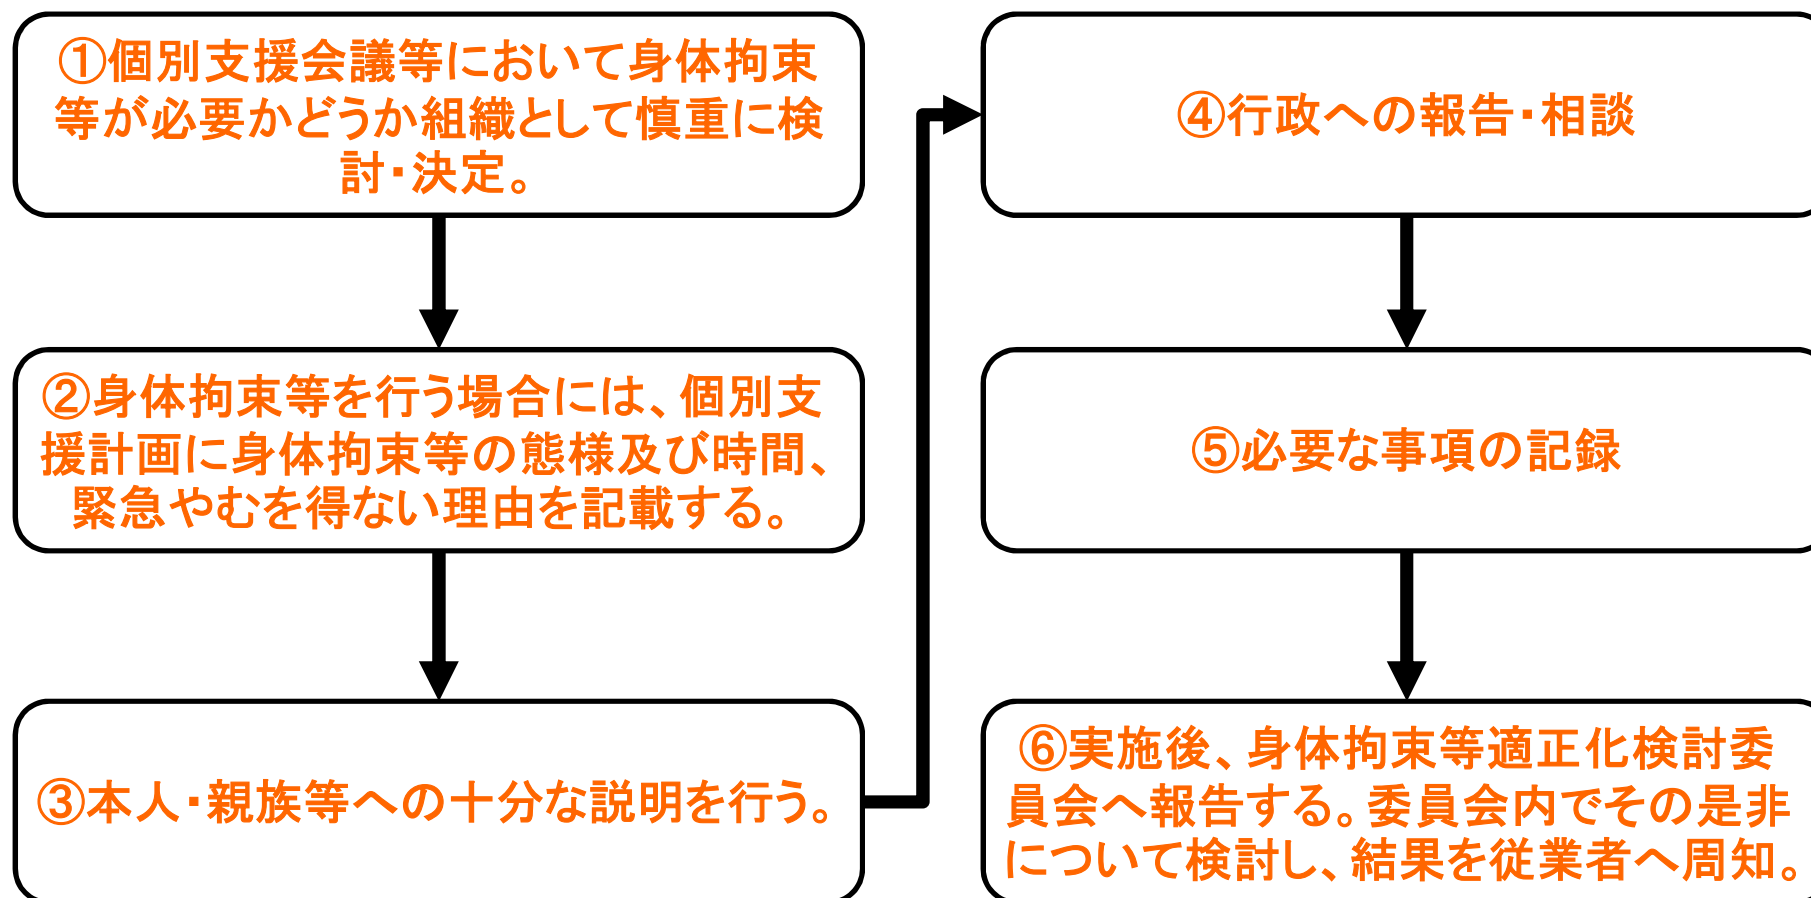 ①個別支援会議等において身体拘束
等が必要かどうか組織として慎重に検
討・決定。
②身体拘束等を行う場合には、個別支
援計画に身体拘束等の態様及び時間、
緊急やむを得ない理由を記載する。
③本人・親族等への十分な説明を行う。
④行政への報告・相談
⑤必要な事項の記録
⑥実施後、身体拘束等適正化検討委
員会へ報告する。委員会内でその是非
について検討し、結果を従業者へ周知。